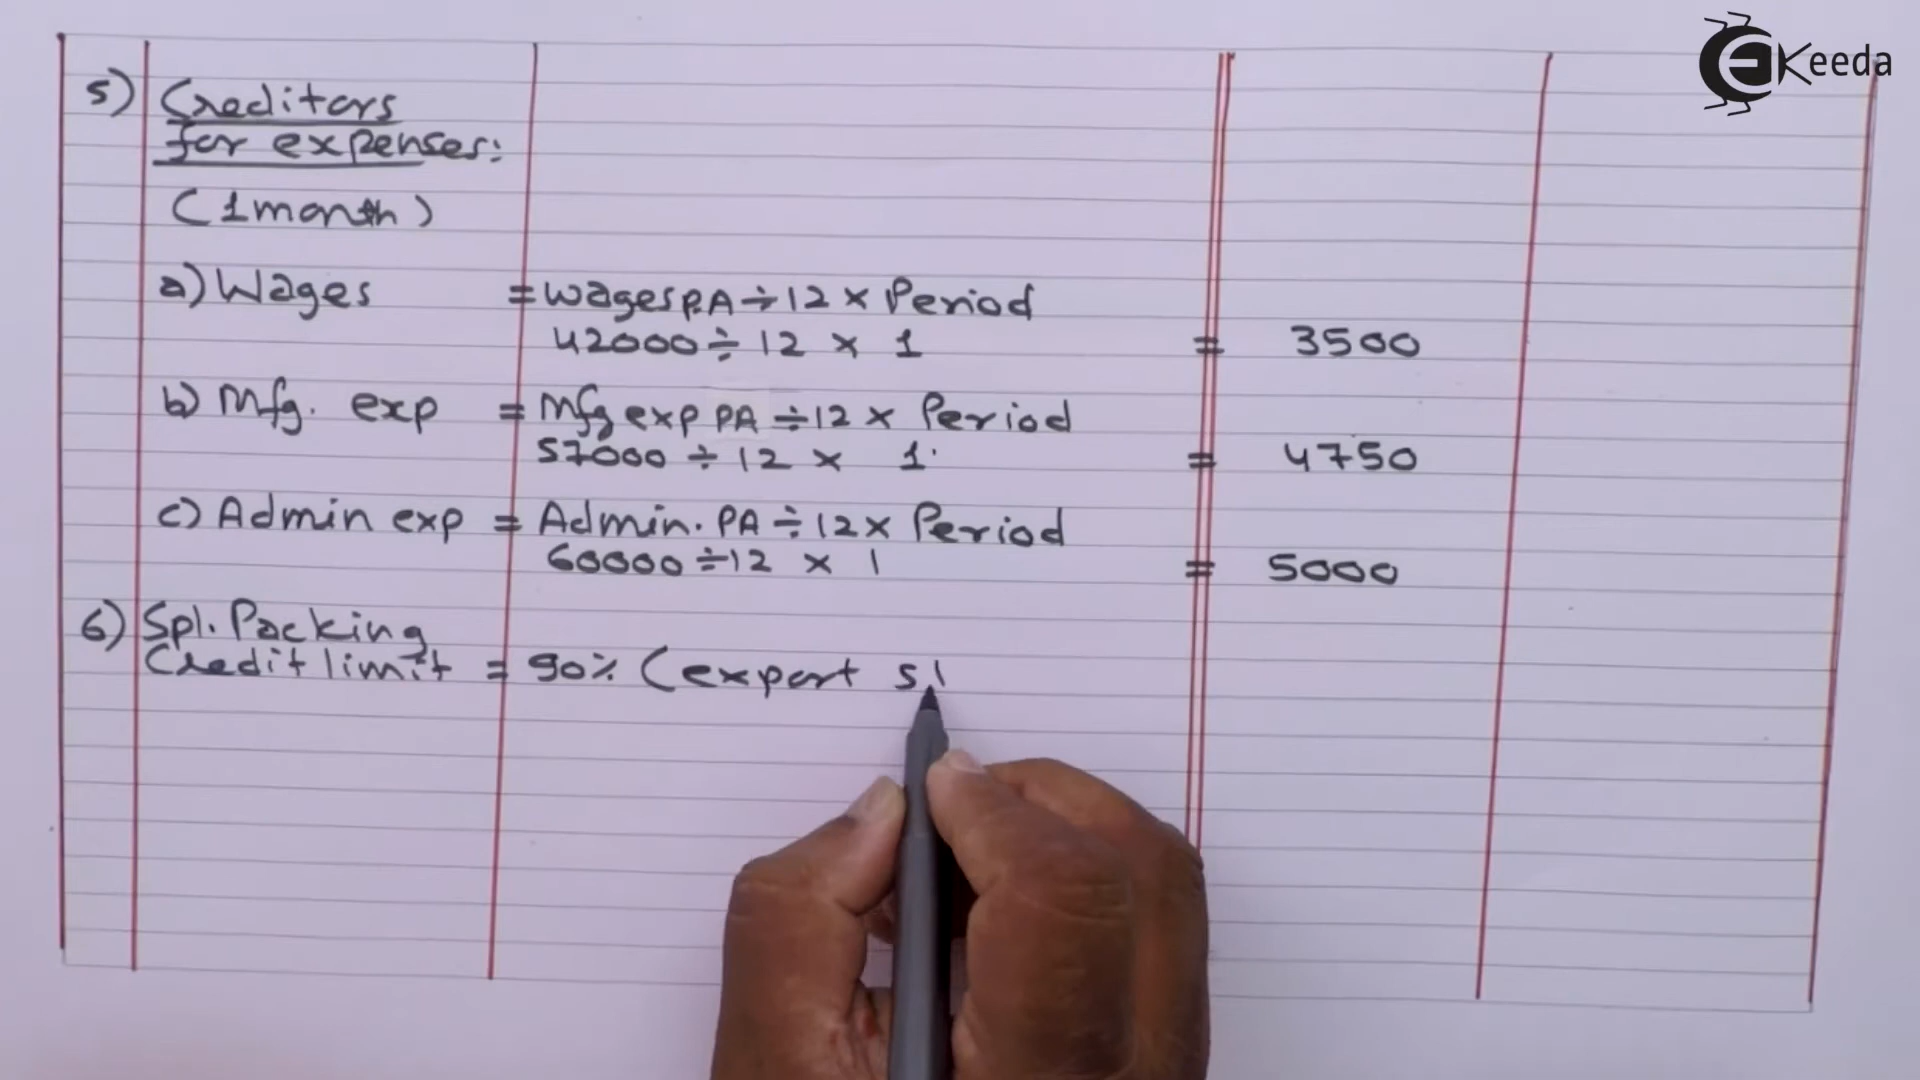 Keeda
5) Creditors
for expenses:
(1 month)
a) Wages = Wages P.A ÷ 12 × Period
42000 ÷ 12 × 1 = 3500
b) Mfg. exp = Mfg exp PA ÷ 12 × Period
57000 ÷ 12 × 1 = 4750
c) Admin exp = Admin. PA ÷ 12 × Period
60000 ÷ 12 × 1 = 5000
6) Spl. Packing
Credit limit = 90% (export